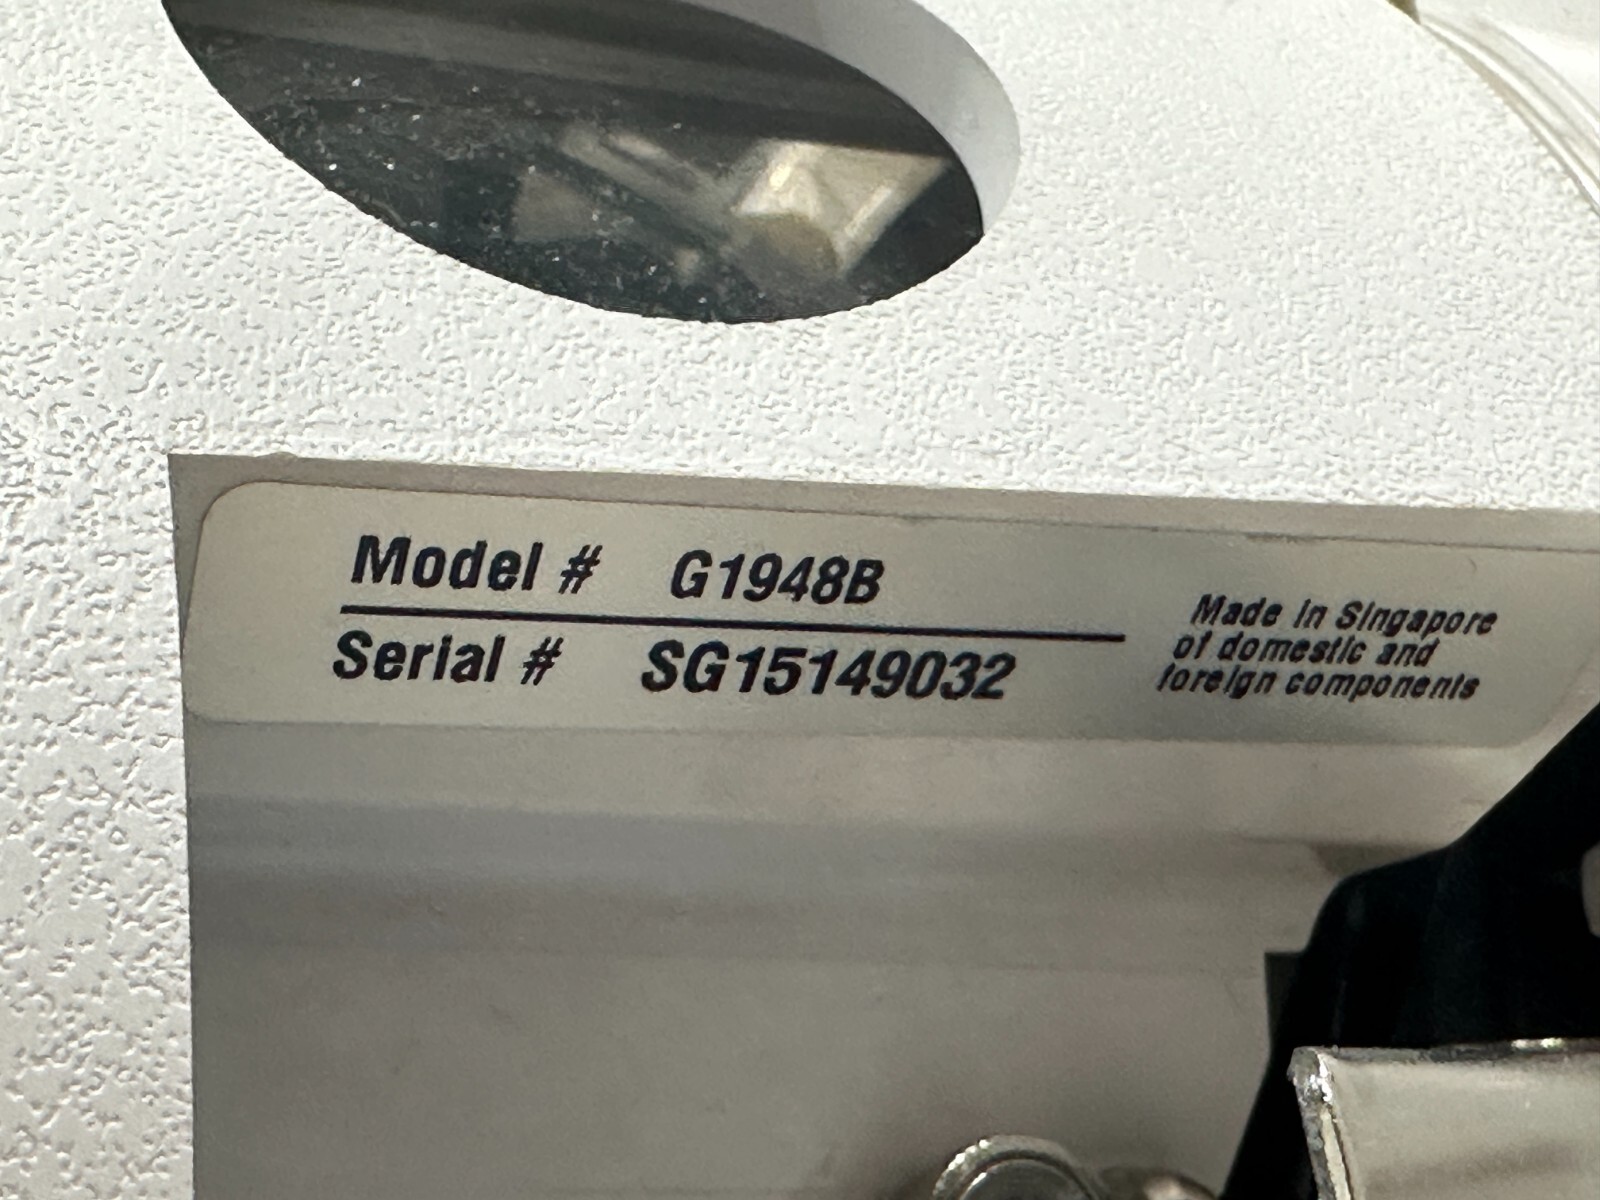 Model # G1948B
Serial # SG15149032
Made in Singapore
of domestic and
foreign components